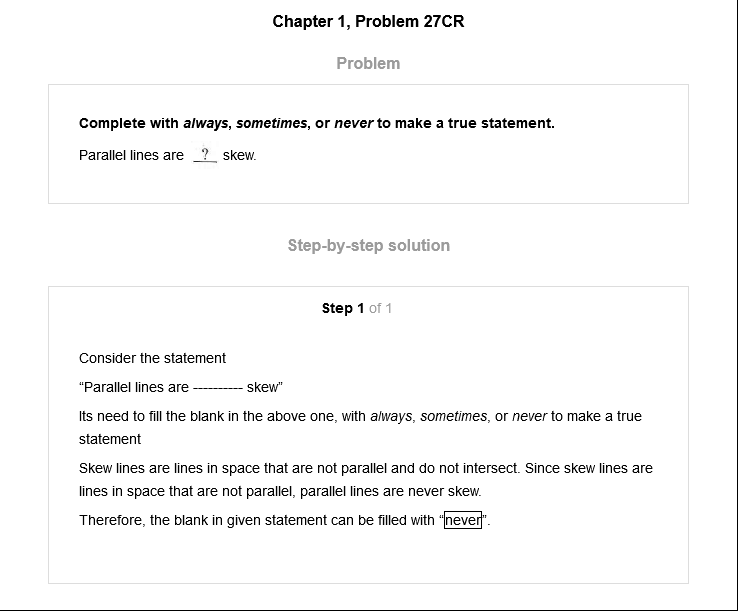 Chapter 1, Problem 27CR
Problem
Complete with always, sometimes, or never to make a true statement.
Parallel lines are ? skew.
Step-by-step solution
Step 1 of 1
Consider the statement
“Parallel lines are ---------- skew”
Its need to fill the blank in the above one, with always, sometimes, or never to make a true
statement
Skew lines are lines in space that are not parallel and do not intersect. Since skew lines are
lines in space that are not parallel, parallel lines are never skew.
Therefore, the blank in given statement can be filled with “never”.